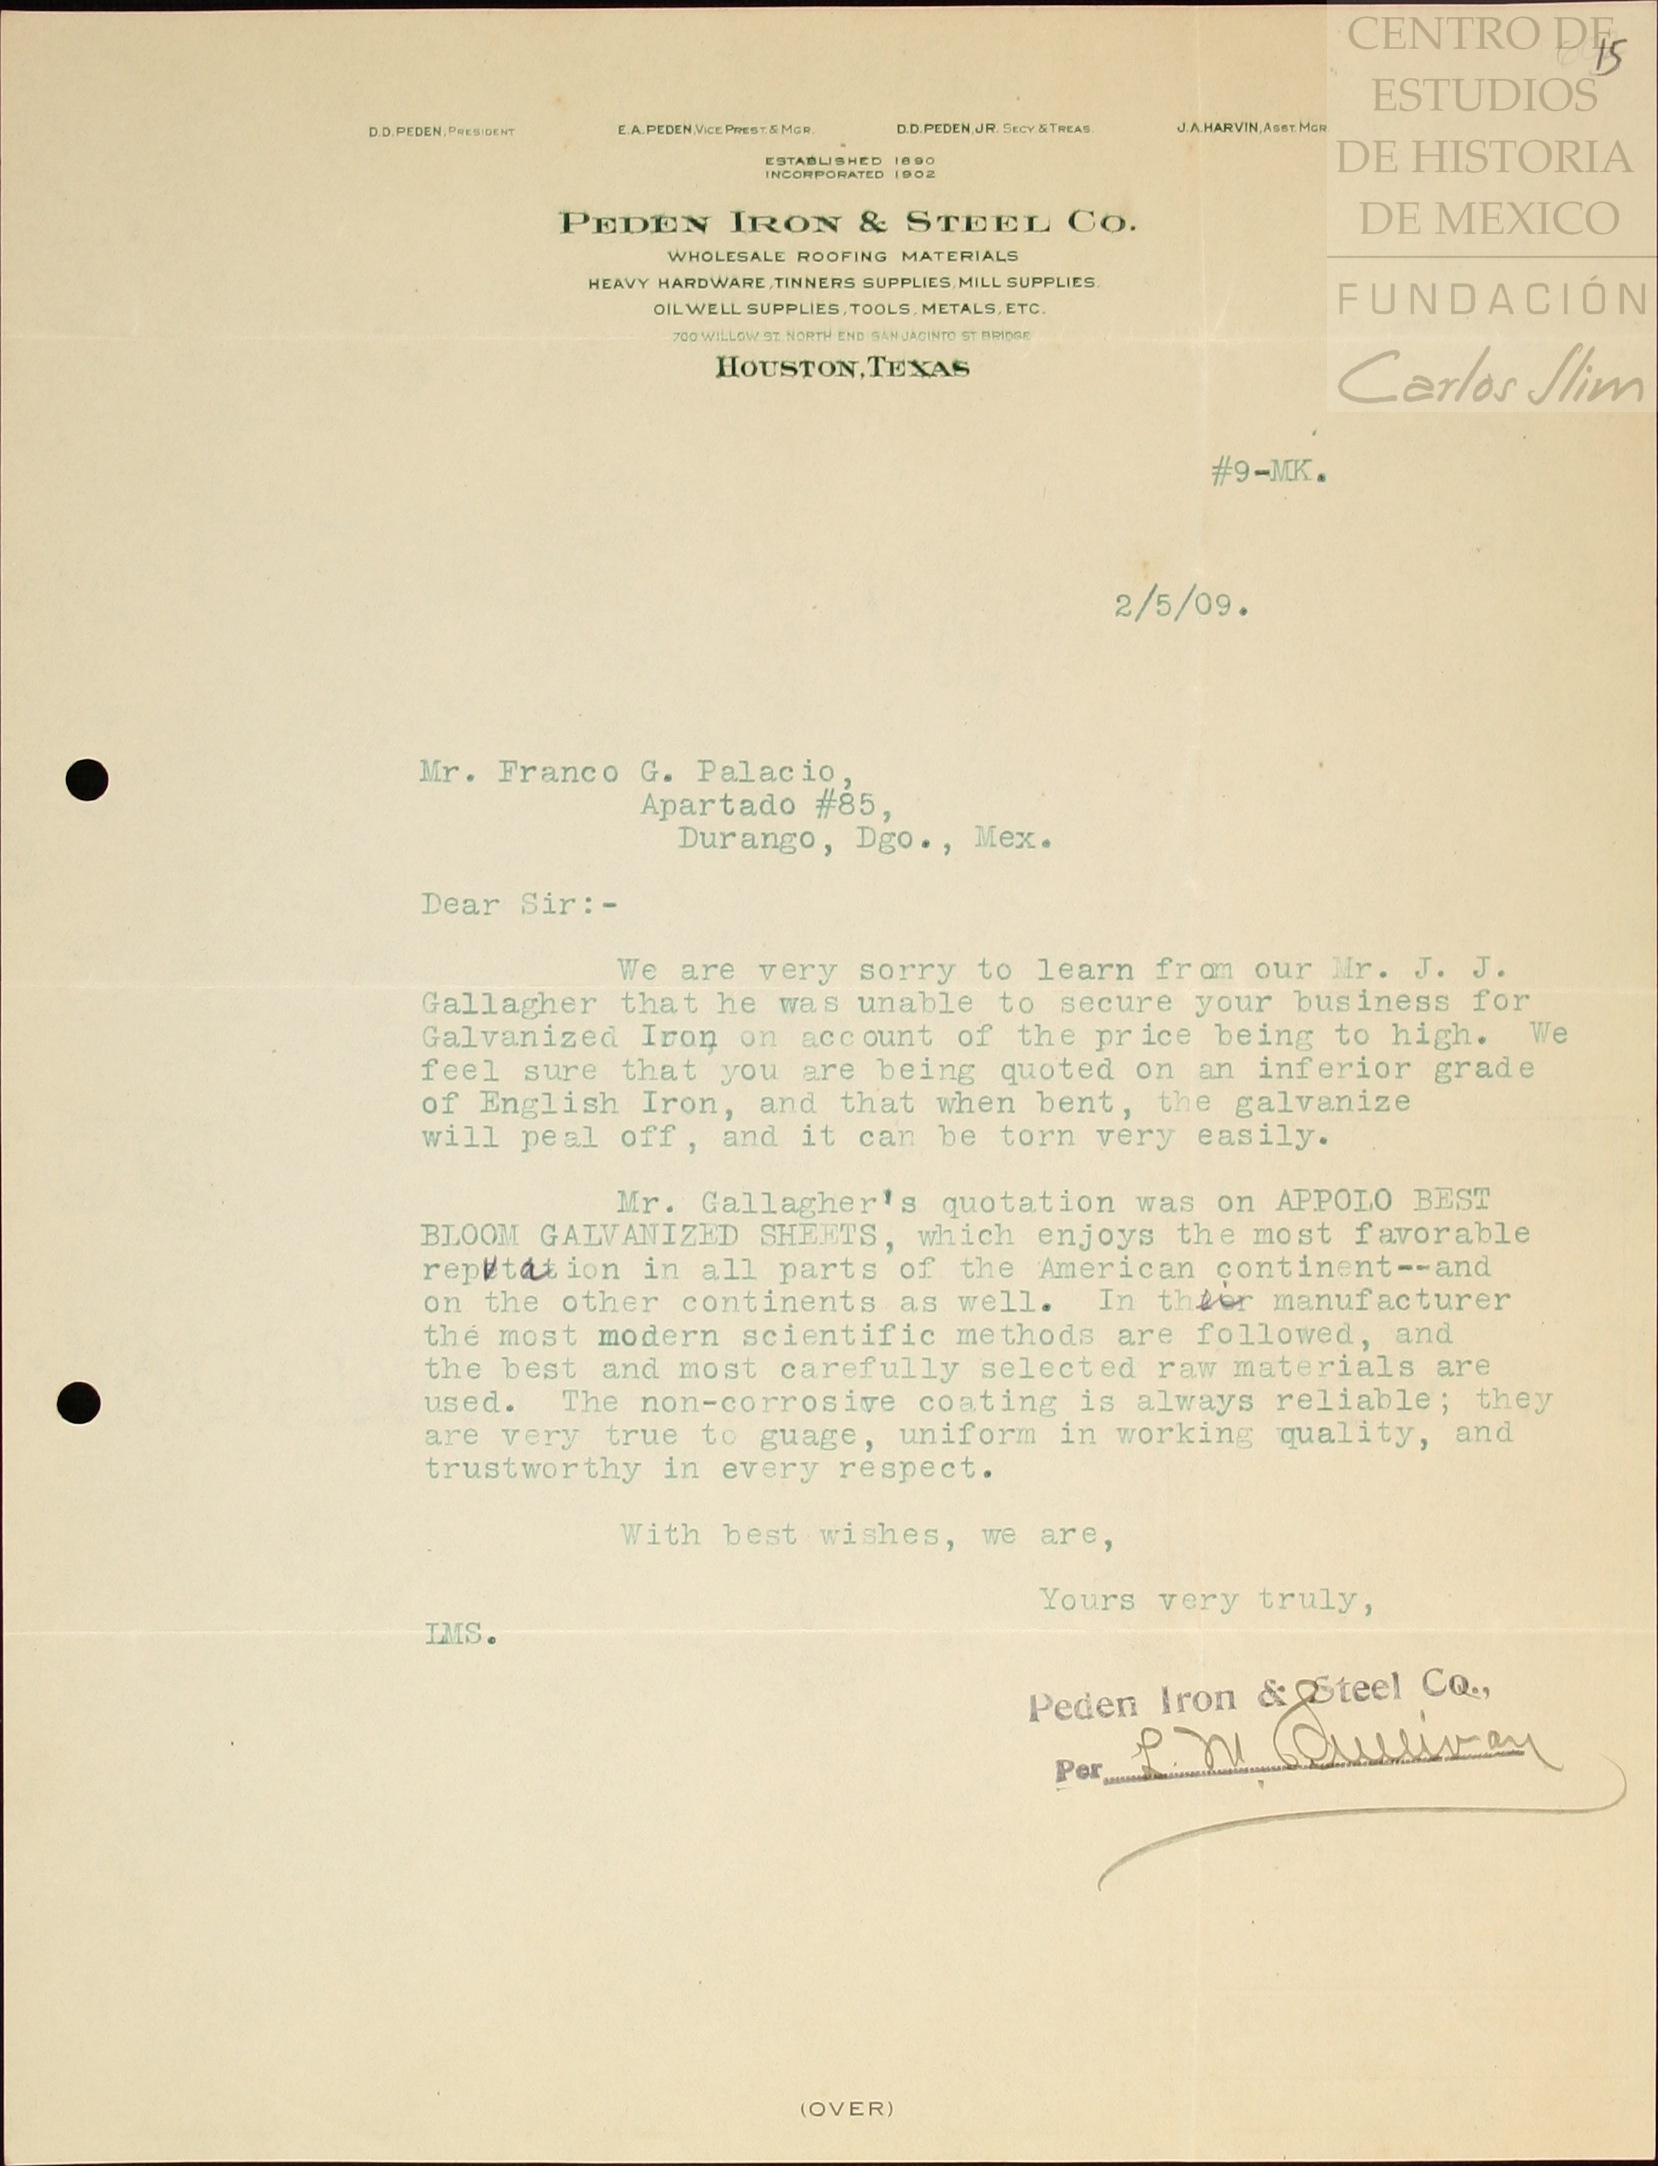 CENTRO DE
ESTUDIOS
DE HISTORIA
DE MEXICO
FUNDACIÓN
Carlos Slim
15
D.D. PEDEN, PRESIDENT E.A. PEDEN, VICE PREST. & MGR. D.D. PEDEN, JR. SECY & TREAS. J.A. HARVIN, ASST. MGR
ESTABLISHED 1890
INCORPORATED 1902
PEDEN IRON & STEEL CO.
WHOLESALE ROOFING MATERIALS
HEAVY HARDWARE, TINNERS SUPPLIES, MILL SUPPLIES,
OIL WELL SUPPLIES, TOOLS, METALS, ETC.
700 WILLOW ST. NORTH END SAN JACINTO ST BRIDGE
HOUSTON, TEXAS
#9-MK.
2/5/09.
Mr. Franco G. Palacio,
Apartado #85,
Durango, Dgo., Mex.
Dear Sir:-
We are very sorry to learn from our Mr. J. J.
Gallagher that he was unable to secure your business for
Galvanized Iron, on account of the price being to high. We
feel sure that you are being quoted on an inferior grade
of English Iron, and that when bent, the galvanize
will peal off, and it can be torn very easily.
Mr. Gallagher's quotation was on APPOLO BEST
BLOOM GALVANIZED SHEETS, which enjoys the most favorable
reputation in all parts of the American continent--and
on the other continents as well. In their manufacturer
the most modern scientific methods are followed, and
the best and most carefully selected raw materials are
used. The non-corrosive coating is always reliable; they
are very true to guage, uniform in working quality, and
trustworthy in every respect.
With best wishes, we are,
Yours very truly,
LMS.
Peden Iron & Steel Co.,
Per L. M. Sullivan
(OVER)